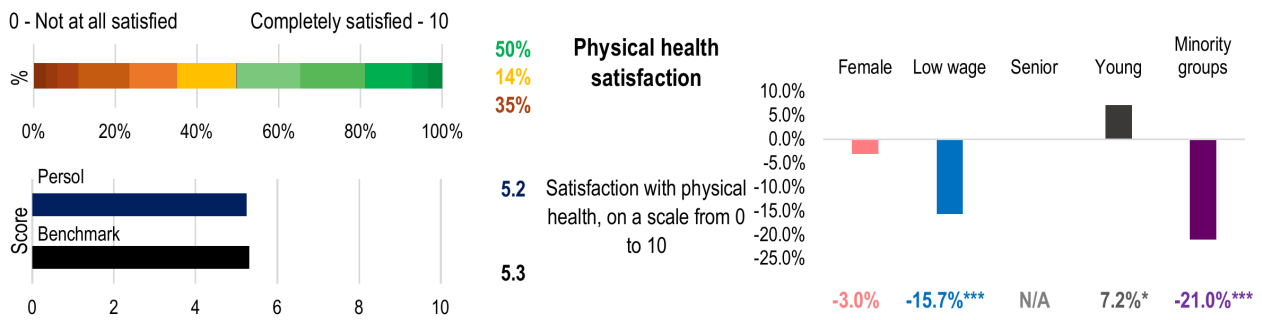 0 - Not at all satisfied
Completely satisfied - 10
%
0%
20%
40%
60%
80%
100%
50%
14%
35%
Physical health
satisfaction
Persol
Benchmark
Score
0
2
4
6
8
10
5.2
5.3
Satisfaction with physical
health, on a scale from 0
to 10
Female
Low wage
Senior
Young
Minority
groups
10.0%
5.0%
0.0%
-5.0%
-10.0%
-15.0%
-20.0%
-25.0%
-3.0%
-15.7%***
N/A
7.2%*
-21.0%***